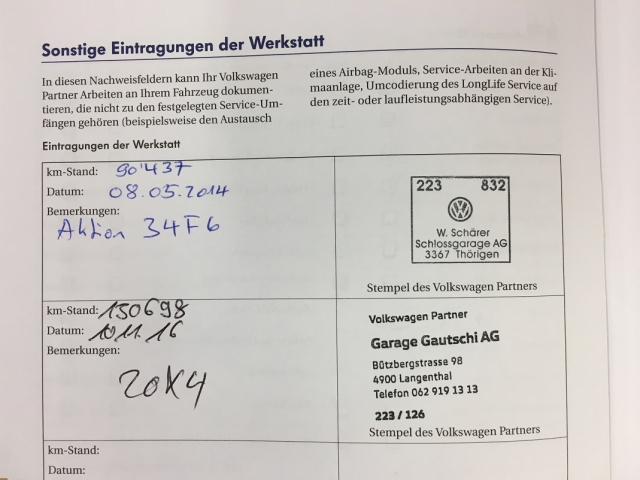 Sonstige Eintragungen der Werkstatt
In diesen Nachweisfeldern kann Ihr Volkswagen
Partner Arbeiten an Ihrem Fahrzeug dokumen-
tieren, die nicht zu den festgelegten Service-Um-
fängen gehören (beispielsweise den Austausch
eines Airbag-Moduls, Service-Arbeiten an der Kli-
maanlage, Umcodierung des LongLife Service auf
den zeit- oder laufleistungsabhängigen Service).
Eintragungen der Werkstatt
km-Stand: 90'437
Datum: 08.05.2014
Bemerkungen:
Aktion 34F6
223 832
W. Schärer
Schlossgarage AG
3367 Thörigen
Stempel des Volkswagen Partners
km-Stand: 150698
Datum: 10.11.16
Bemerkungen:
20X4
Volkswagen Partner
Garage Gautschi AG
Bützbergstrasse 98
4900 Langenthal
Telefon 062 919 13 13
223 / 126
Stempel des Volkswagen Partners
km-Stand:
Datum: